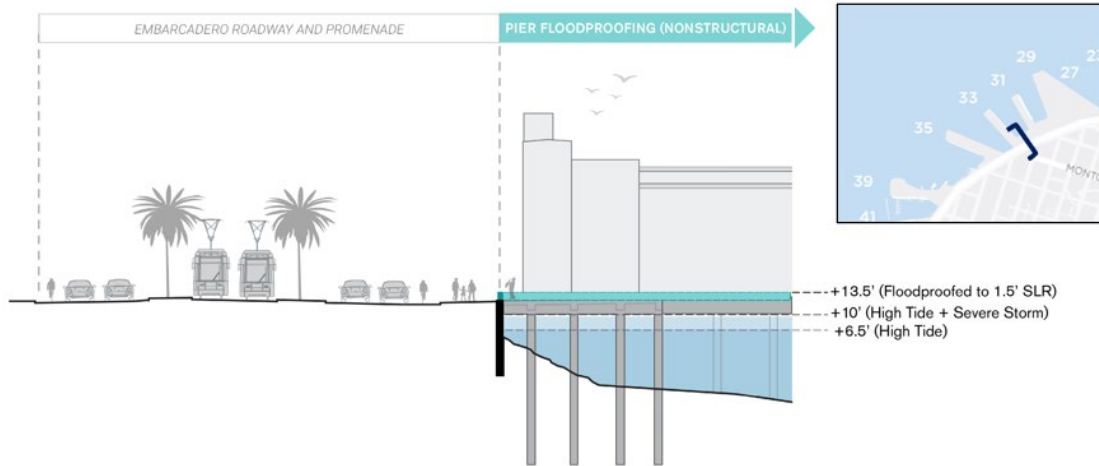 EMBARCADERO ROADWAY AND PROMENADE
PIER FLOODPROOFING (NONSTRUCTURAL)
29
27
31
33
35
39
41
+13.5' (Floodproofed to 1.5' SLR)
+10' (High Tide + Severe Storm)
+6.5' (High Tide)